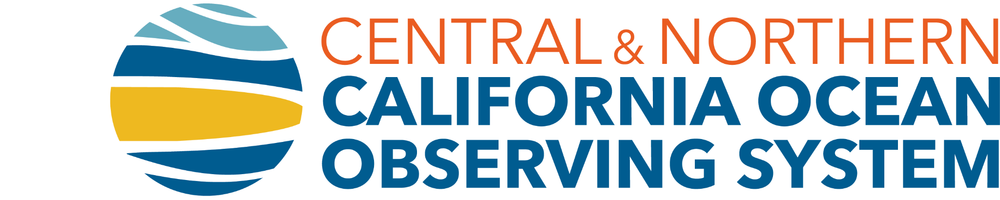 CENTRAL & NORTHERN
CALIFORNIA OCEAN
OBSERVING SYSTEM